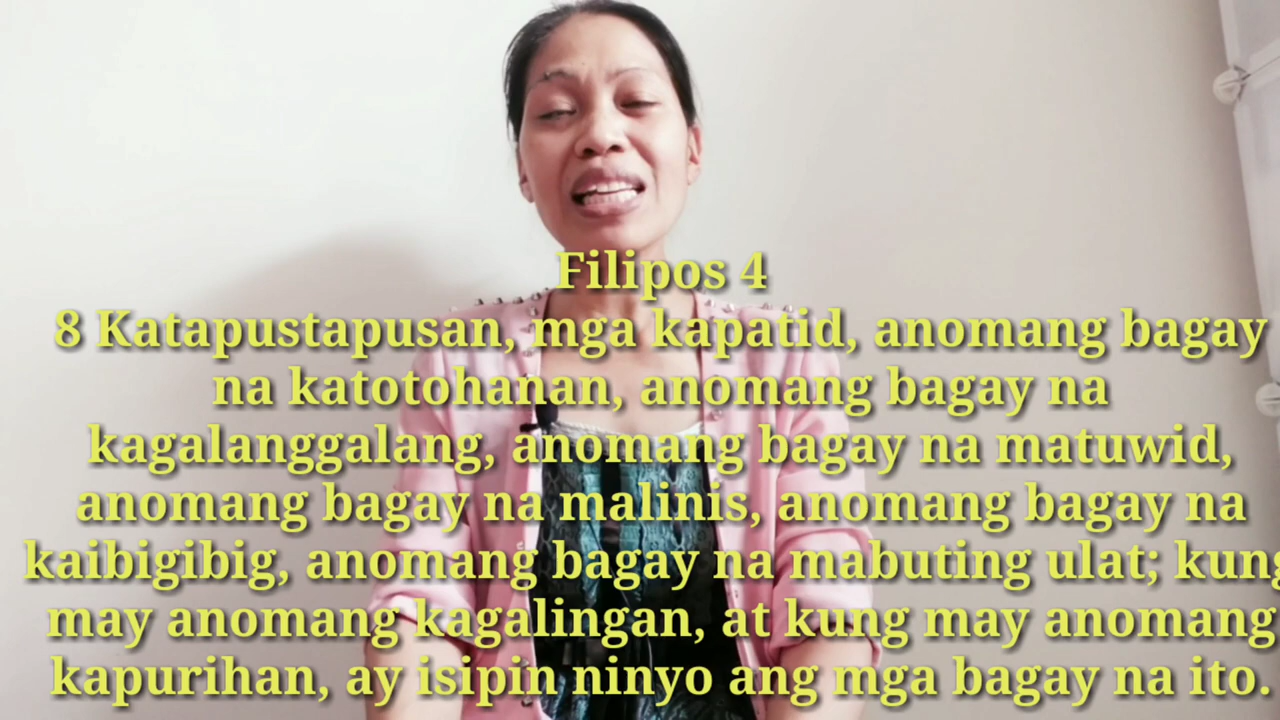 Filipos 4
8 Katapustapusan, mga kapatid, anomang bagay
na katotohanan, anomang bagay na
kagalanggalang, anomang bagay na matuwid,
anomang bagay na malinis, anomang bagay na
kaibigibig, anomang bagay na mabuting ulat; kung
may anomang kagalingan, at kung may anomang
kapurihan, ay isipin ninyo ang mga bagay na ito.